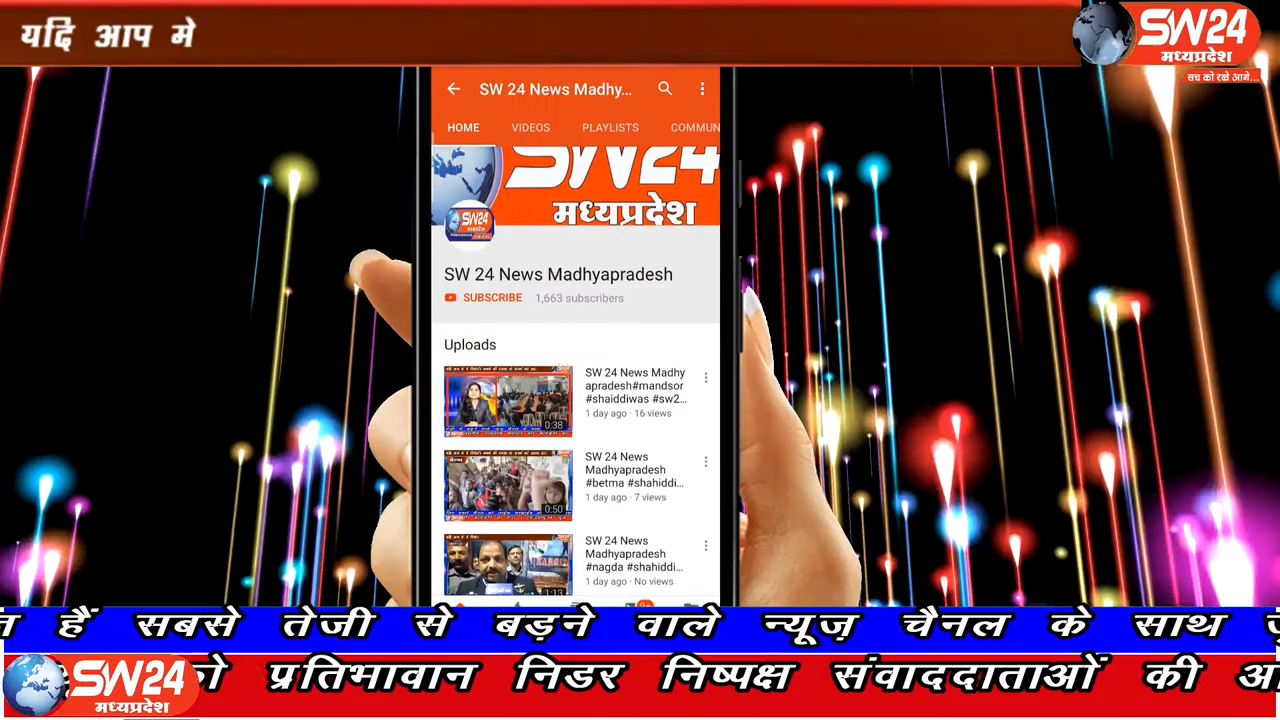 यदि आप मे
SW24
मध्यप्रदेश
सच को रखे आगे...
SW 24 News Madhy...
HOME VIDEOS PLAYLISTS COMMUN
SW24
मध्यप्रदेश
SW24
SW 24 News Madhyapradesh
SUBSCRIBE 1,663 subscribers
Uploads
SW 24 News Madhy
apradesh#mandsor
#shaiddiwas #sw2...
1 day ago · 16 views
0:38
SW 24 News
Madhyapradesh
#betma #shahiddi...
1 day ago · 7 views
0:50
SW 24 News
Madhyapradesh
#nagda #shahiddi...
1 day ago · No views
1:13
हैं सबसे तेजी से बड़ने वाले न्यूज़ चैनल के साथ
को प्रतिभावान निडर निष्पक्ष संवाददाताओं की
SW24
मध्यप्रदेश